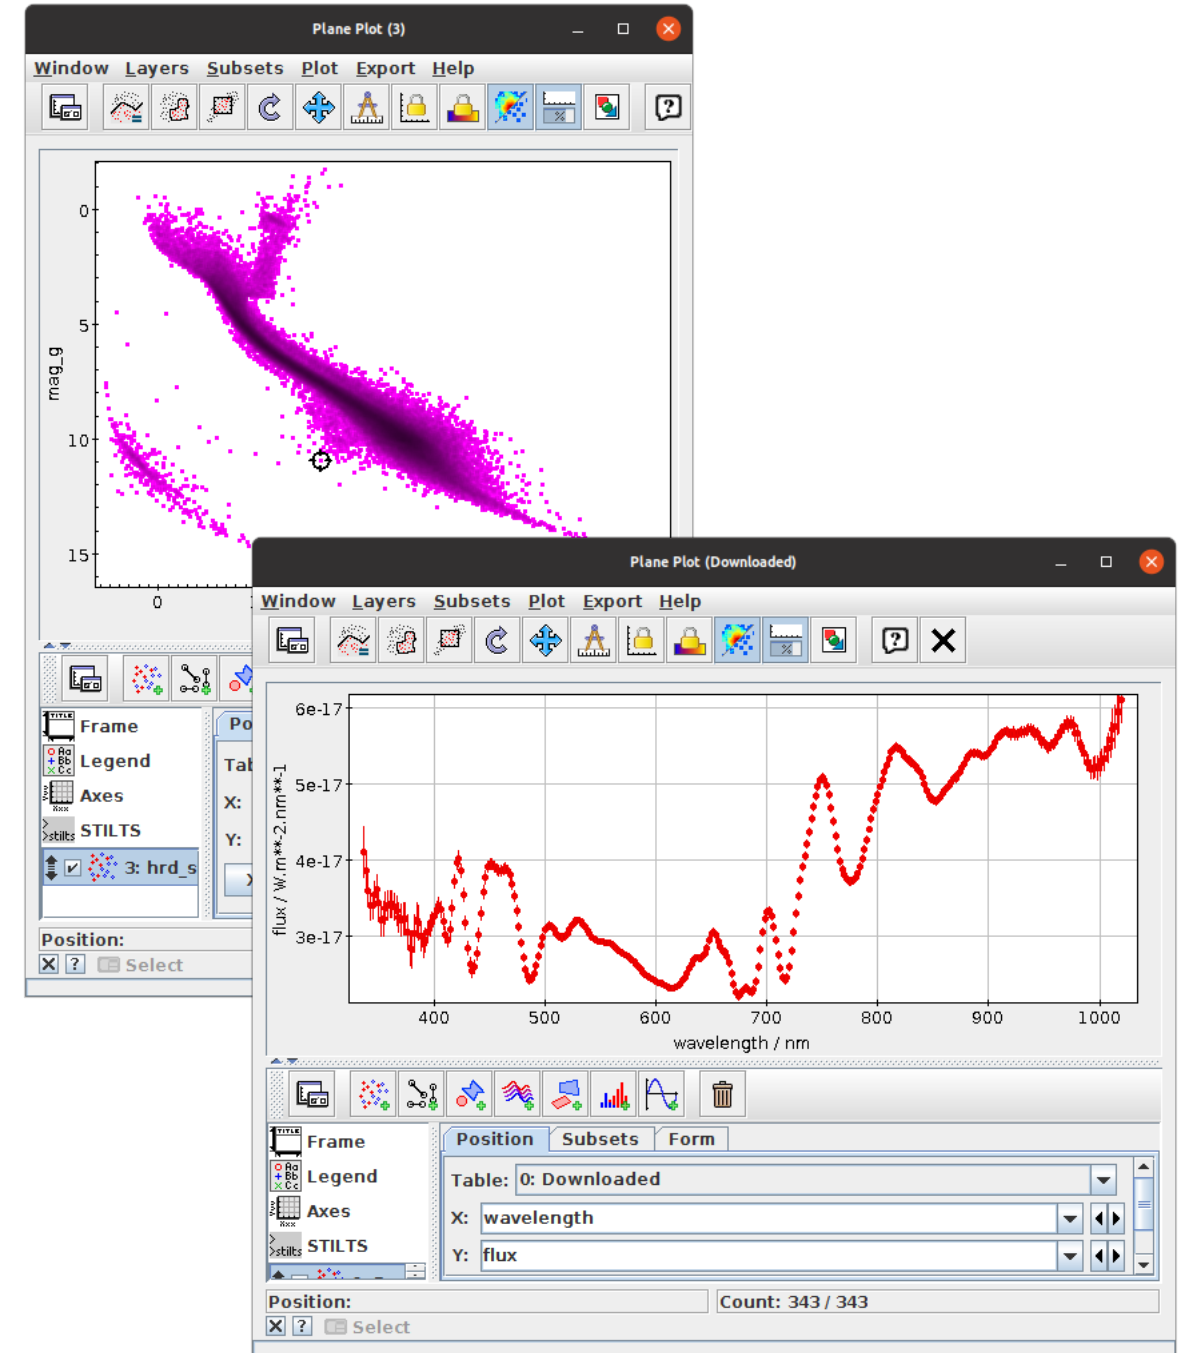 Plane Plot (3)
Window Layers Subsets Plot Export Help
0
5
10
15
mag_g
0
Frame
Legend
Axes
STILTS
3: hrd_s
Po
Tab
X:
Y:
Position:
Select
Plane Plot (Downloaded)
Window Layers Subsets Plot Export Help
6e-17
5e-17
4e-17
3e-17
flux / W.m**-2.nm**-1
400 500 600 700 800 900 1000
wavelength / nm
Frame
Legend
Axes
STILTS
Position Subsets Form
Table: 0: Downloaded
X: wavelength
Y: flux
Position:
Count: 343 / 343
Select